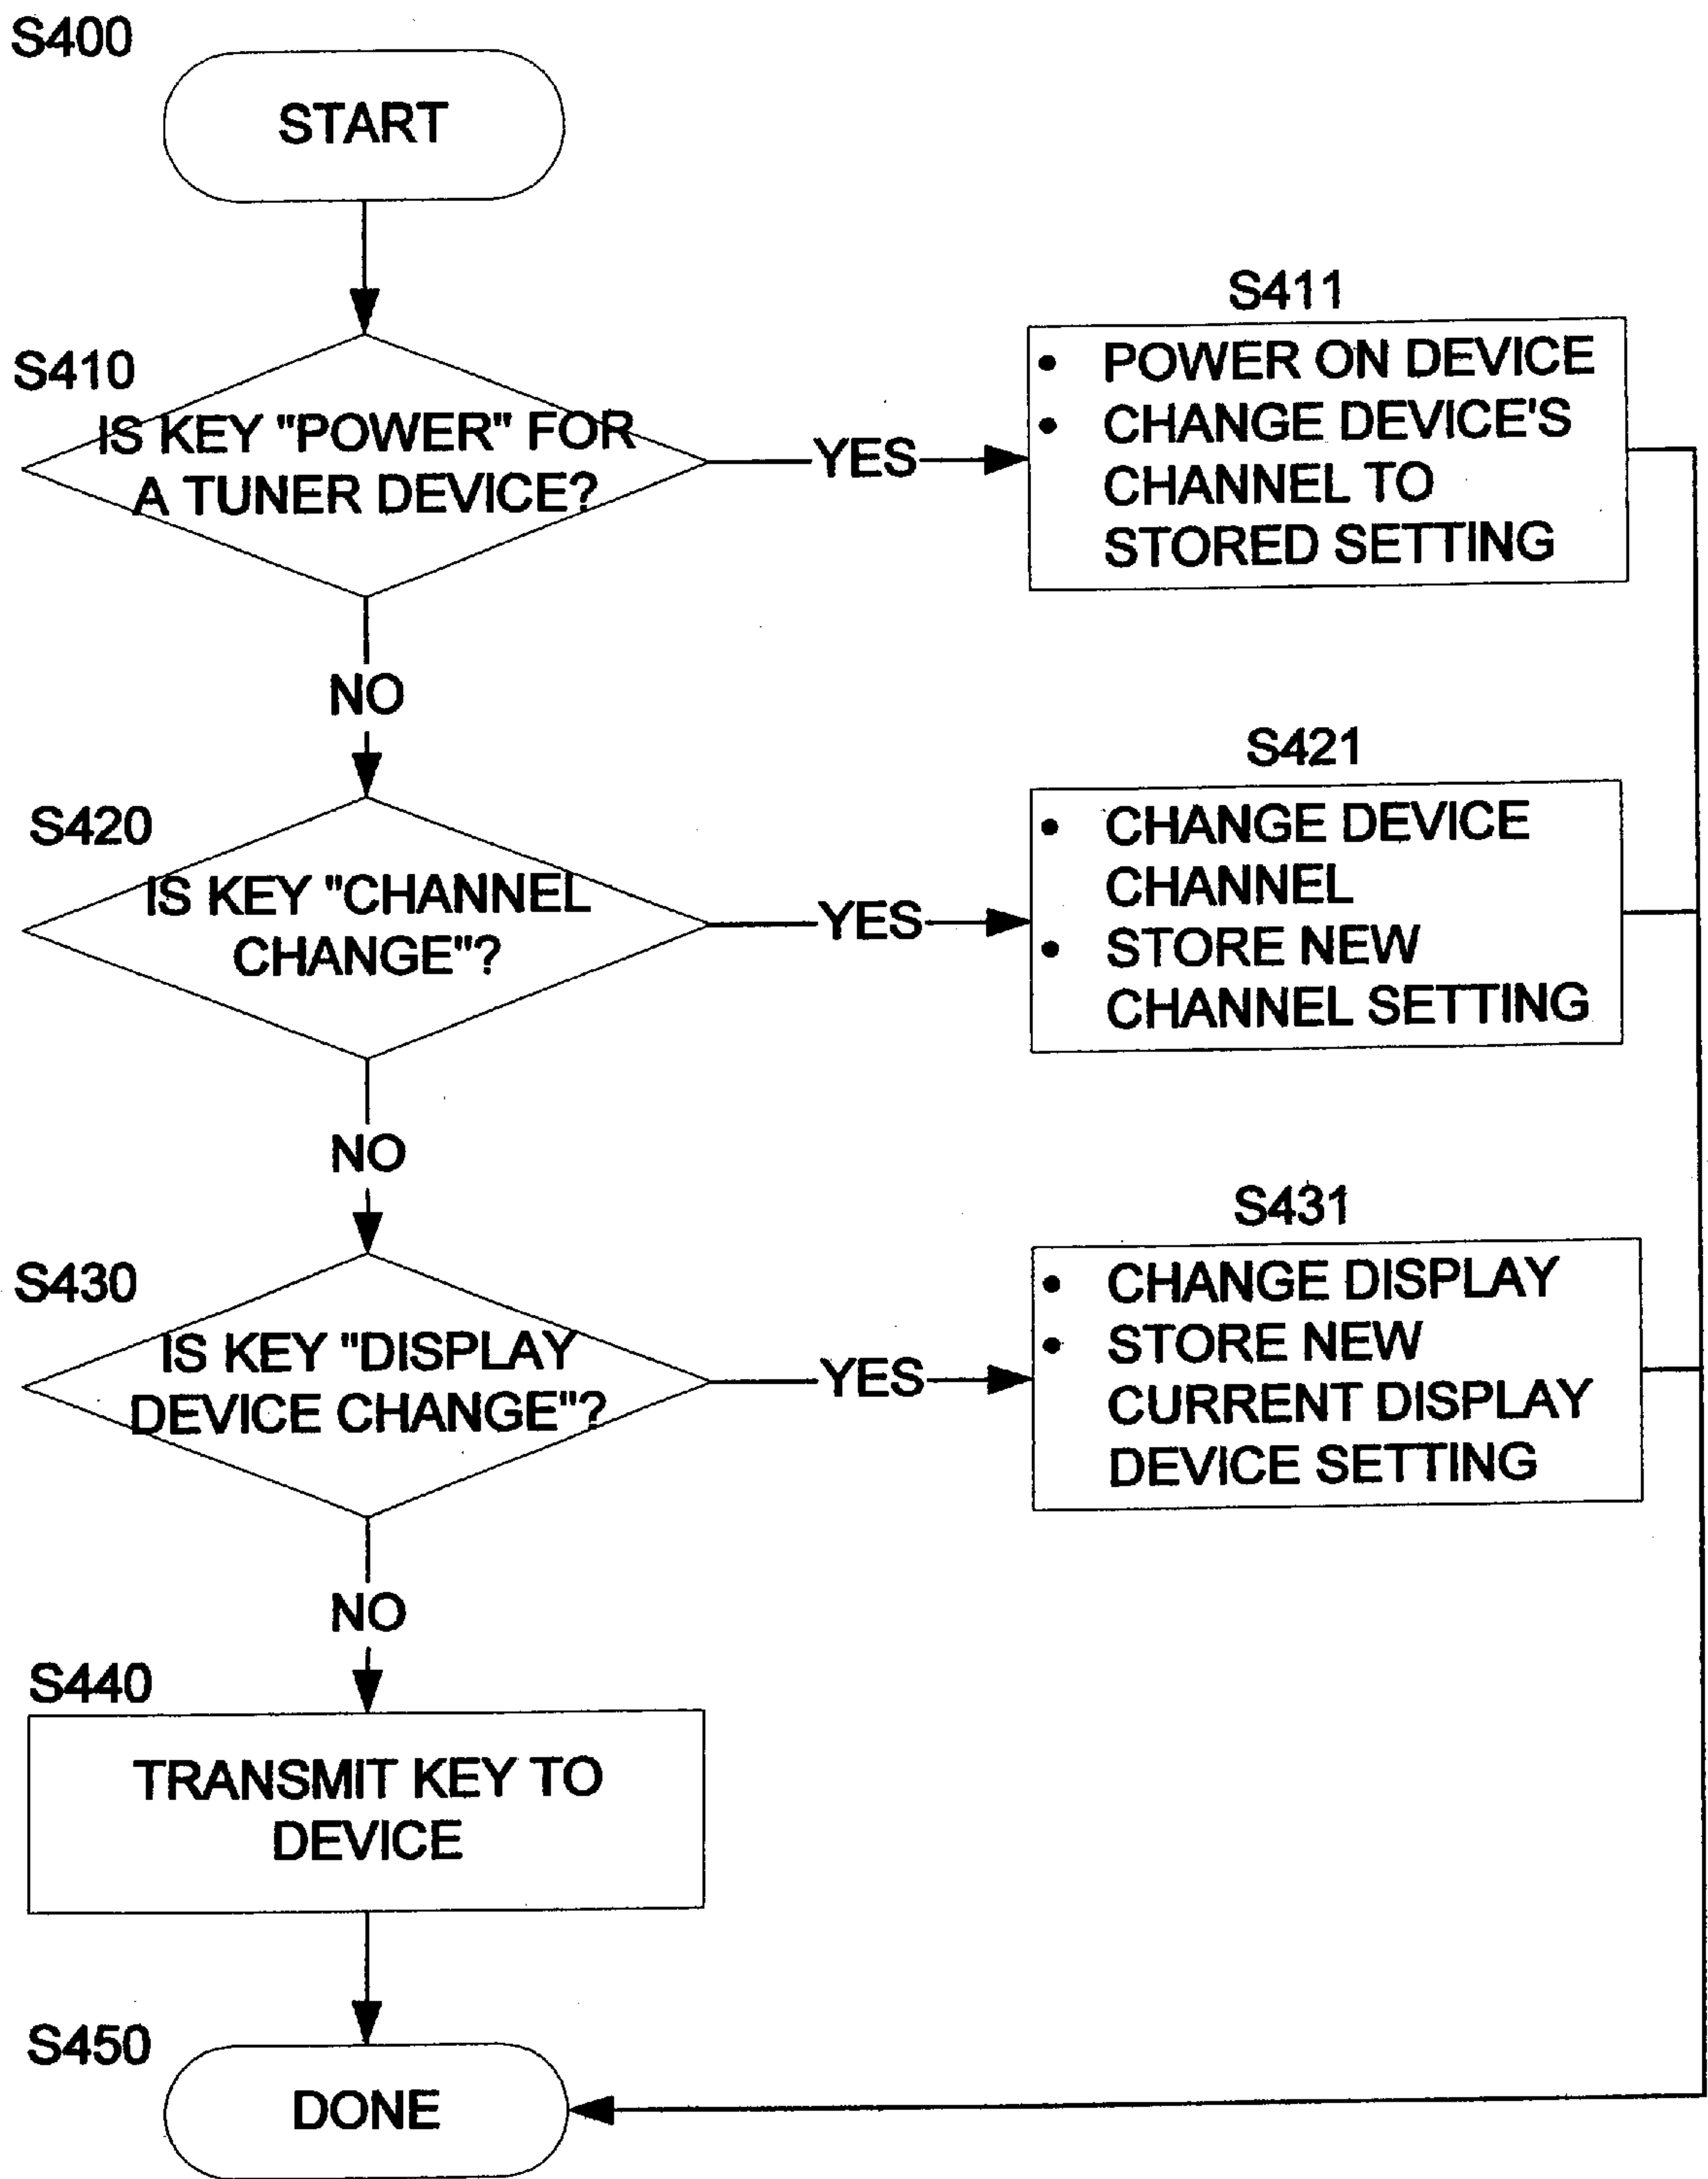 S400
START
S411
S410
IS KEY "POWER" FOR
A TUNER DEVICE?
YES
• POWER ON DEVICE
• CHANGE DEVICE'S
CHANNEL TO
STORED SETTING
NO
S421
S420
IS KEY "CHANNEL
CHANGE"?
YES
• CHANGE DEVICE
CHANNEL
• STORE NEW
CHANNEL SETTING
NO
S431
S430
IS KEY "DISPLAY
DEVICE CHANGE"?
YES
• CHANGE DISPLAY
• STORE NEW
CURRENT DISPLAY
DEVICE SETTING
NO
S440
TRANSMIT KEY TO
DEVICE
S450
DONE